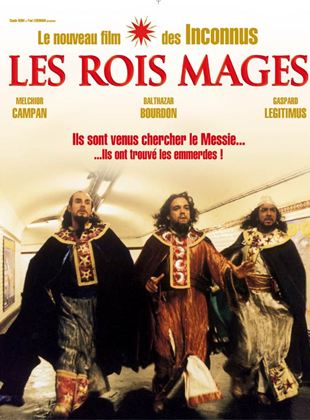 Le nouveau film des Inconnus
LES ROIS MAGES
MELCHIOR CAMPAN
BALTHAZAR BOURDON
GASPARD LEGITIMUS
Ils sont venus chercher le Messie...
...Ils ont trouvé les emmerdes !